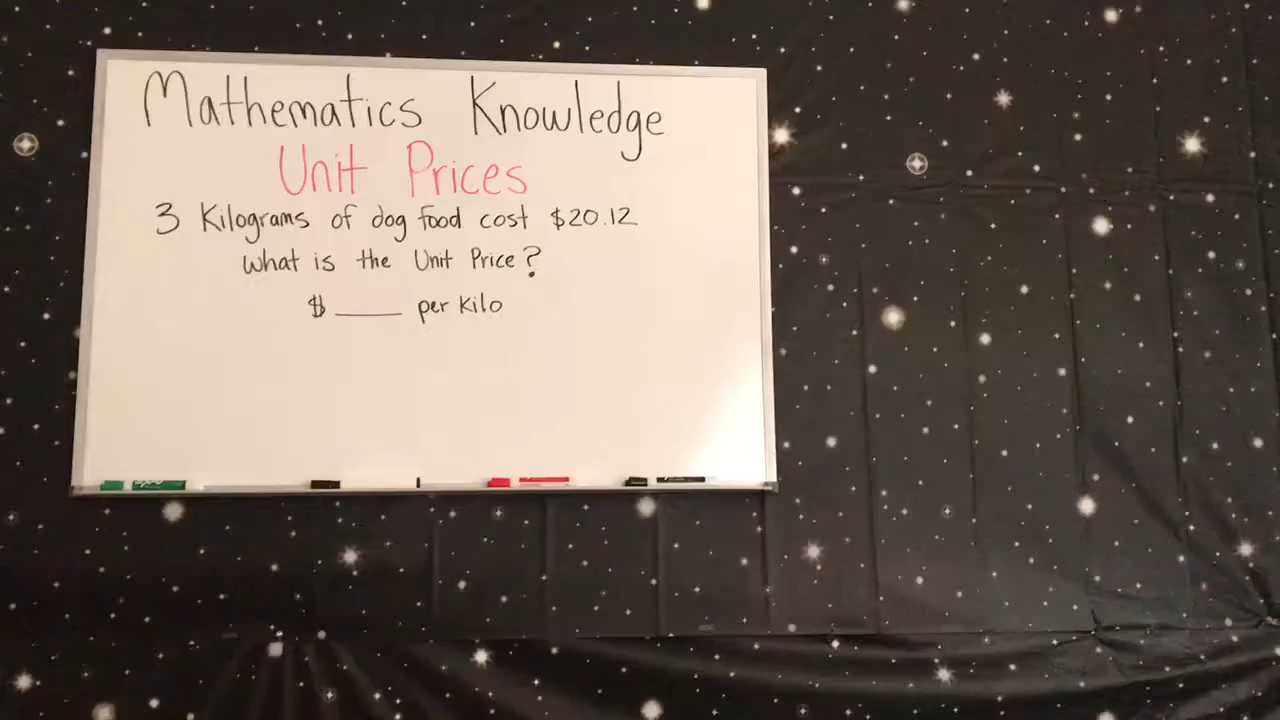 Mathematics Knowledge
Unit Prices
3 Kilograms of dog food cost $20.12
What is the Unit Price?
$ ____ per Kilo